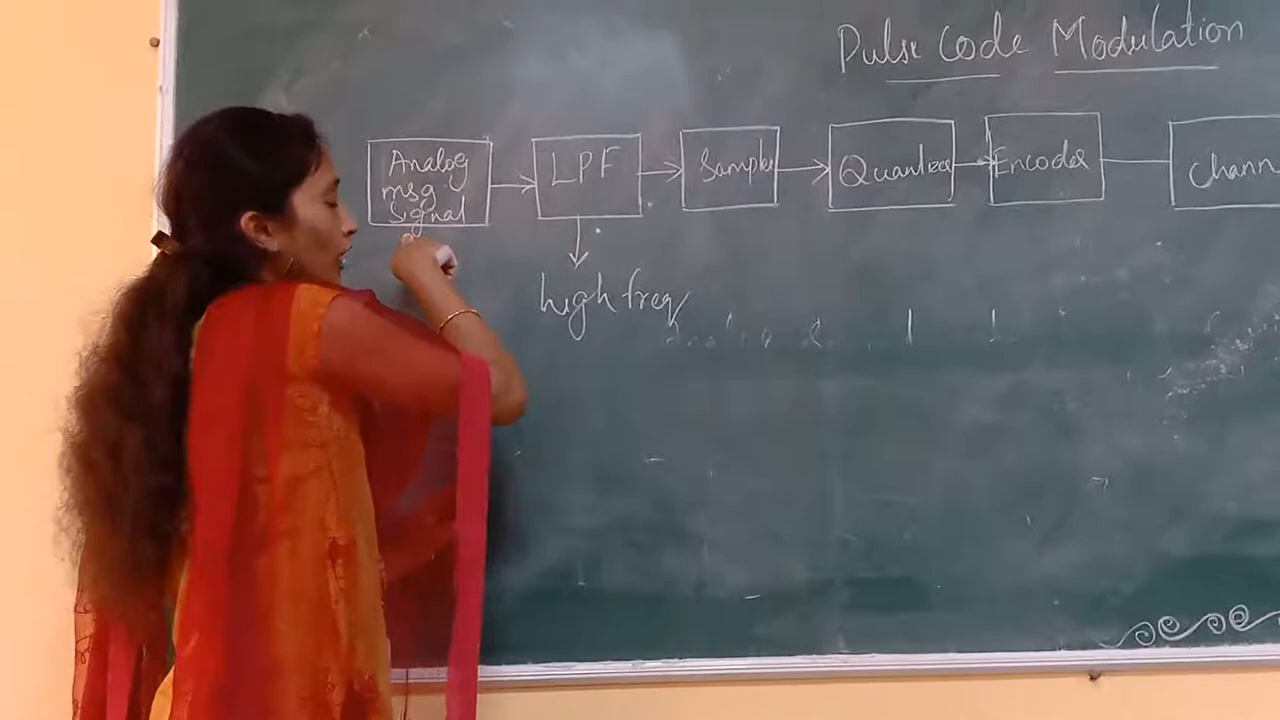 Pulse Code Modulation
Analog
msg
Signal
LPF
Sampler
Quantizer
Encoder
Chann
high freq